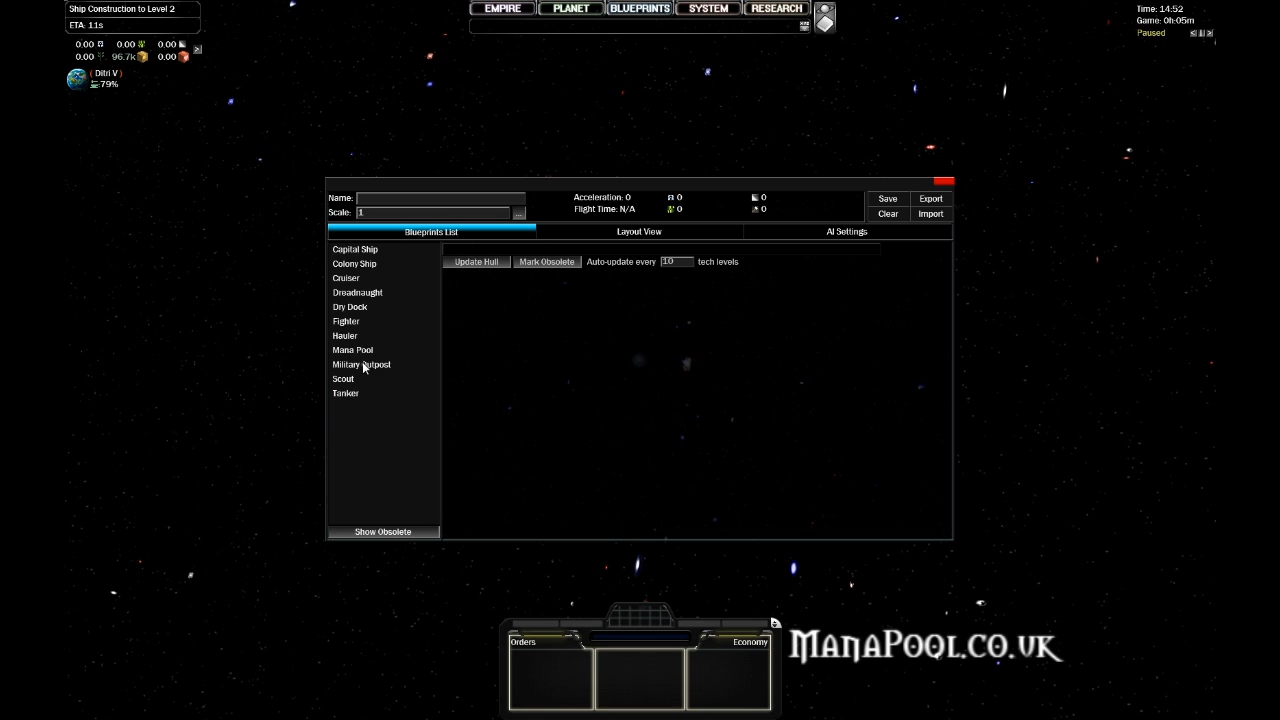 Ship Construction to Level 2
ETA: 11s
0.00 0.00 0.00 >
0.00 96.7k 0.00
( Ditri V )
:79%
EMPIRE PLANET BLUEPRINTS SYSTEM RESEARCH
Time: 14:52
Game: 0h:05m
Paused
Name:
Scale: 1 ...
Acceleration: 0 0 0
Flight Time: N/A 0 0
Save Export
Clear Import
Blueprints List Layout View AI Settings
Capital Ship
Colony Ship
Cruiser
Dreadnaught
Dry Dock
Fighter
Hauler
Mana Pool
Military Outpost
Scout
Tanker
Update Hull Mark Obsolete Auto-update every 10 tech levels
Show Obsolete
Orders Economy
ManaPool.co.uk